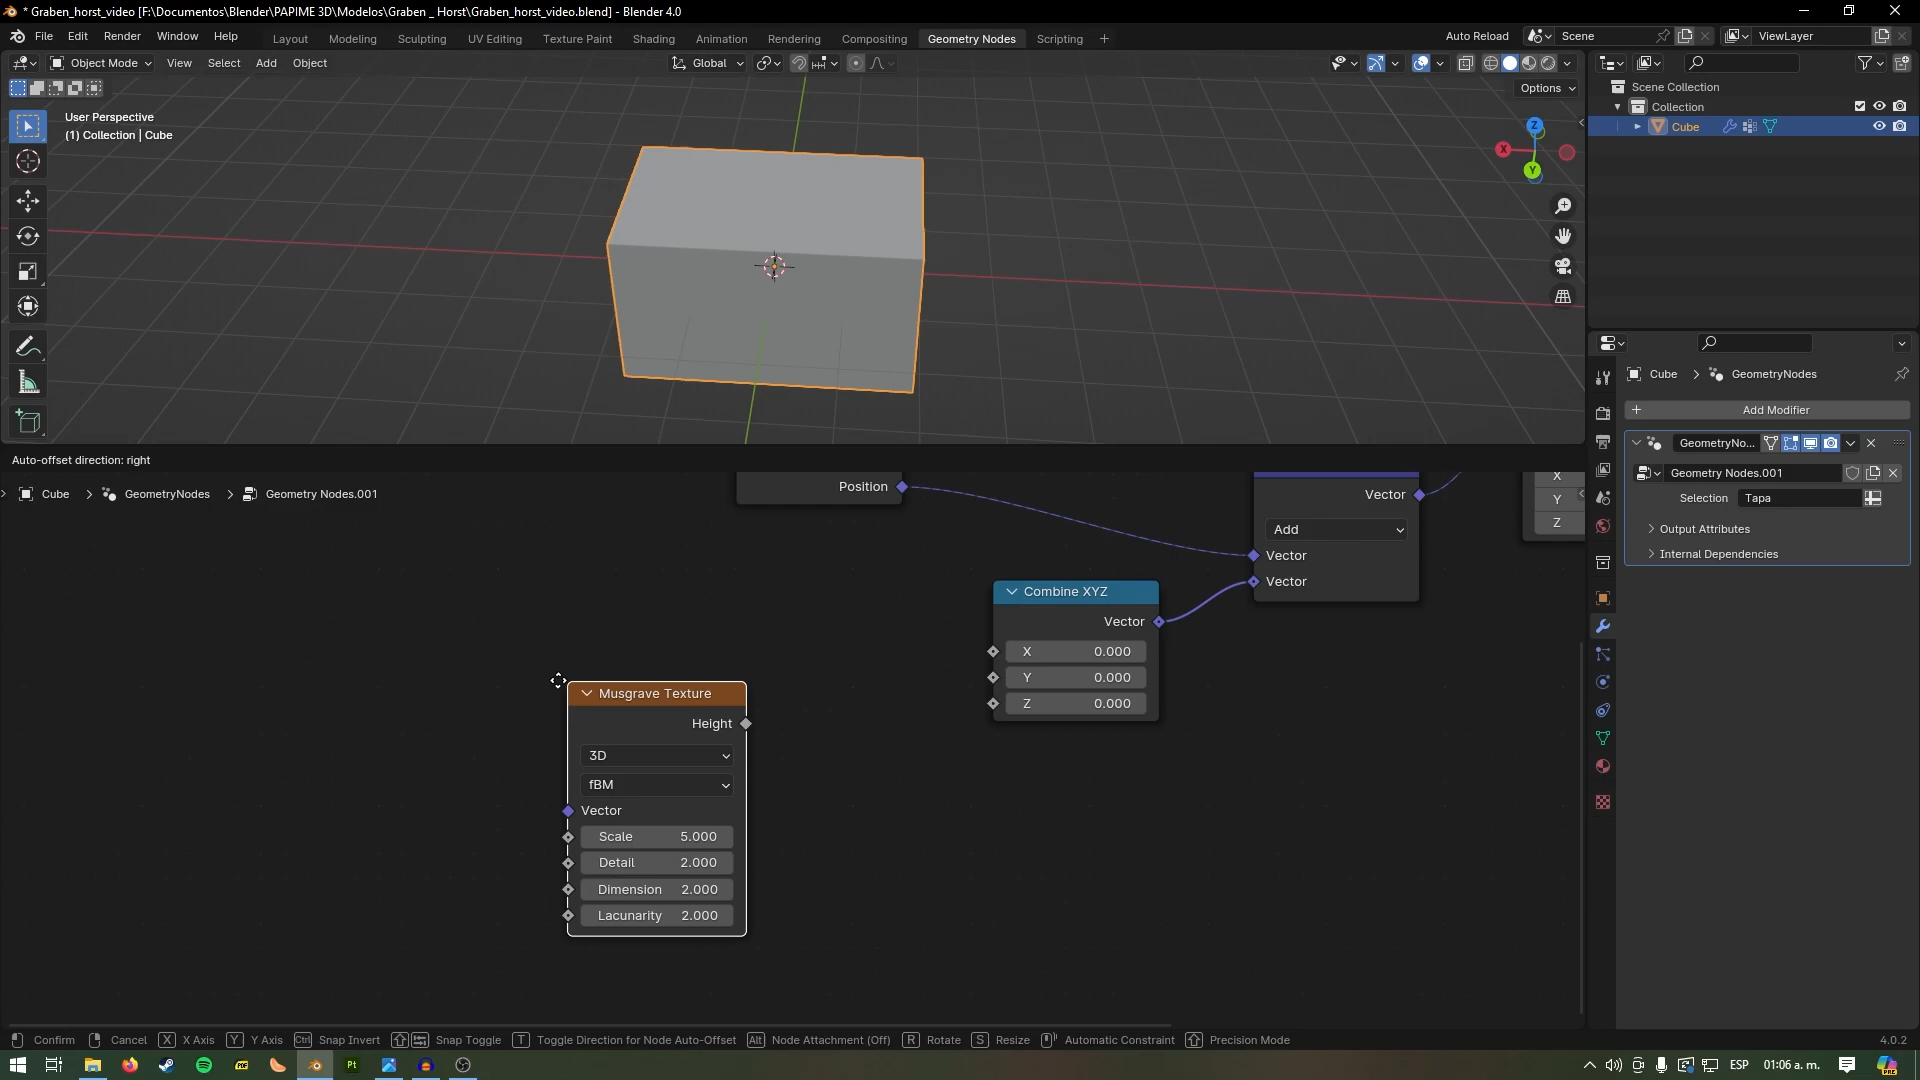 * Graben_horst_video [F:\Documentos\Blender\PAPIME 3D\Modelos\Graben _ Horst\Graben_horst_video.blend] - Blender 4.0
File Edit Render Window Help
Layout Modeling Sculpting UV Editing Texture Paint Shading Animation Rendering Compositing Geometry Nodes Scripting +
Auto Reload Scene ViewLayer
Object Mode View Select Add Object Global
Options
User Perspective
(1) Collection | Cube
Z
X
Y
Scene Collection
Collection
Cube
Cube GeometryNodes
Add Modifier
GeometryNo...
Geometry Nodes.001
Selection Tapa
Output Attributes
Internal Dependencies
Auto-offset direction: right
Cube GeometryNodes Geometry Nodes.001
Position
Vector
Add
Vector
Vector
X
Y
Z
Combine XYZ
Vector
X 0.000
Y 0.000
Z 0.000
Musgrave Texture
Height
3D
fBM
Vector
Scale 5.000
Detail 2.000
Dimension 2.000
Lacunarity 2.000
Confirm Cancel X X Axis Y Y Axis Ctrl Snap Invert Snap Toggle T Toggle Direction for Node Auto-Offset Alt Node Attachment (Off) R Rotate S Resize Automatic Constraint Precision Mode
4.0.2
Pt
ESP 01:06 a. m.
PRE